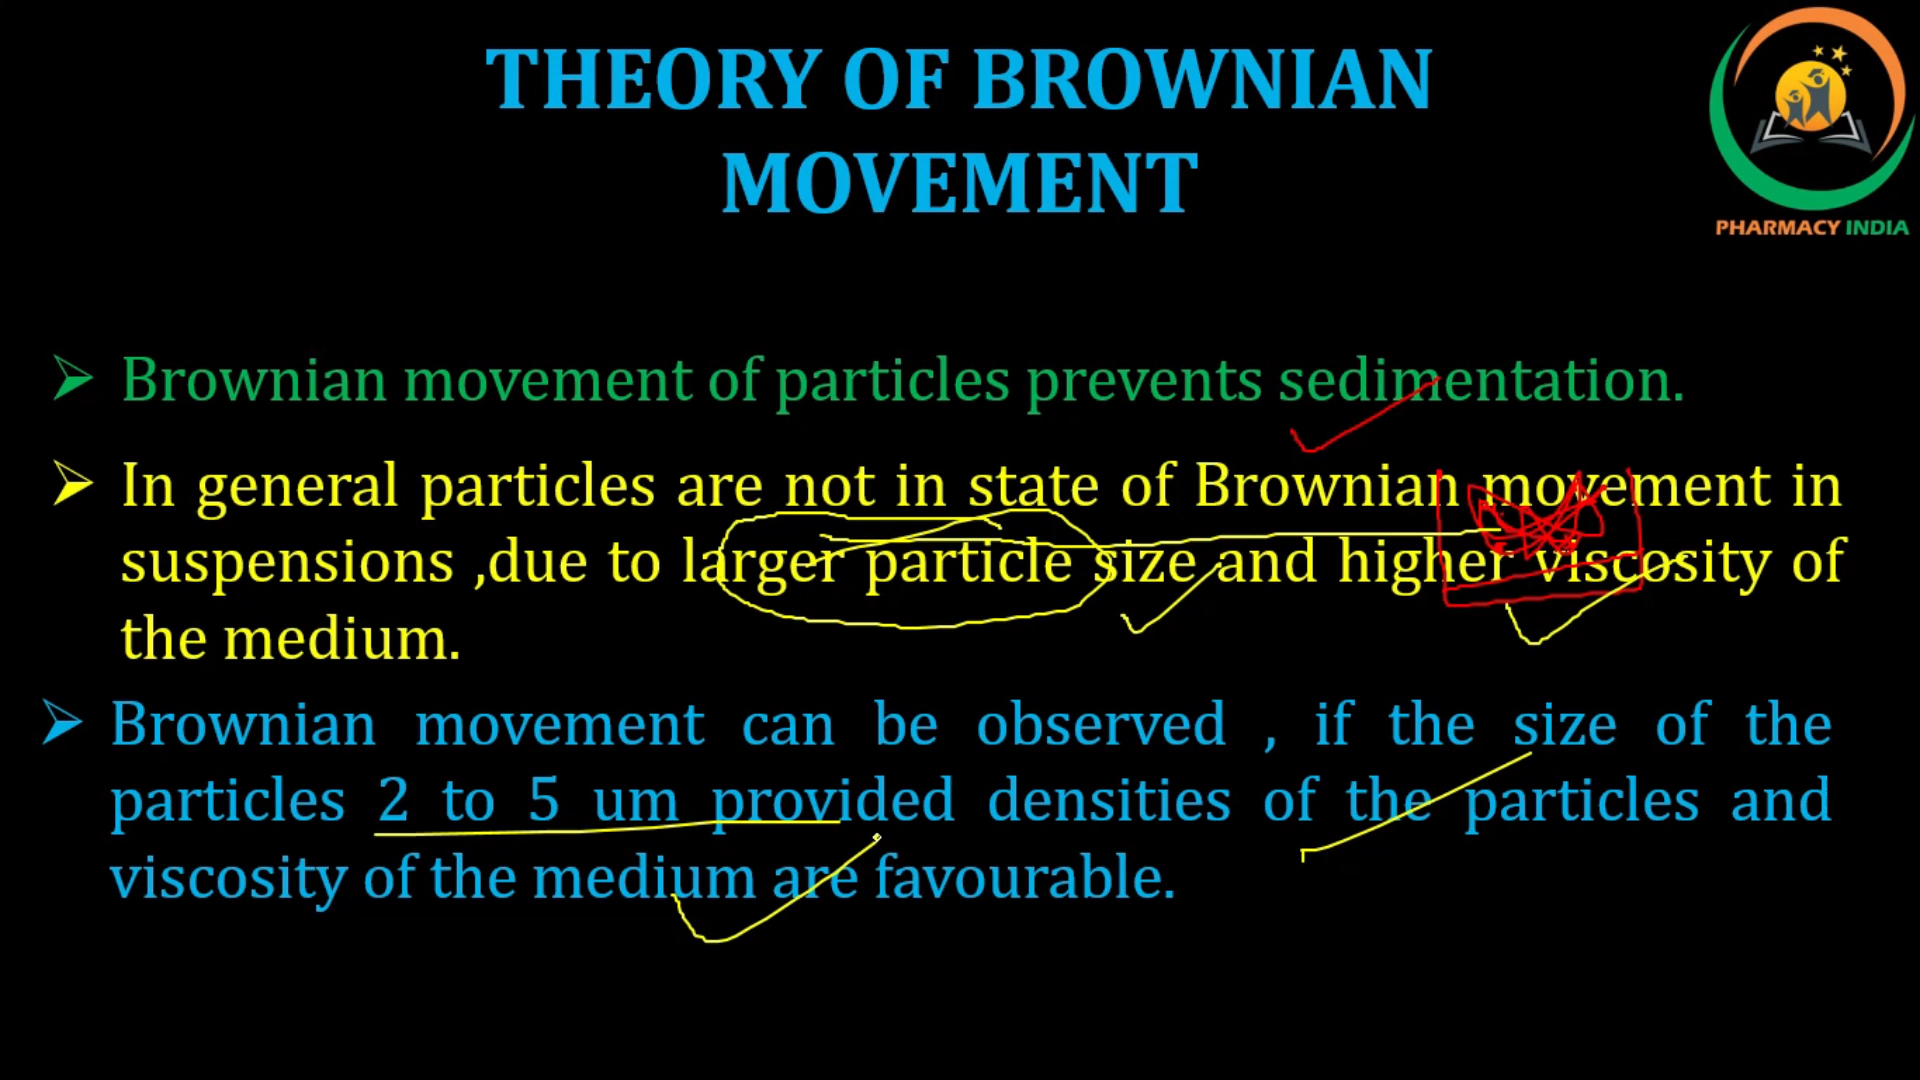 THEORY OF BROWNIAN
MOVEMENT
PHARMACY INDIA
➢ Brownian movement of particles prevents sedimentation.
➢ In general particles are not in state of Brownian movement in
suspensions ,due to larger particle size and higher viscosity of
the medium.
➢ Brownian movement can be observed , if the size of the
particles 2 to 5 um provided densities of the particles and
viscosity of the medium are favourable.